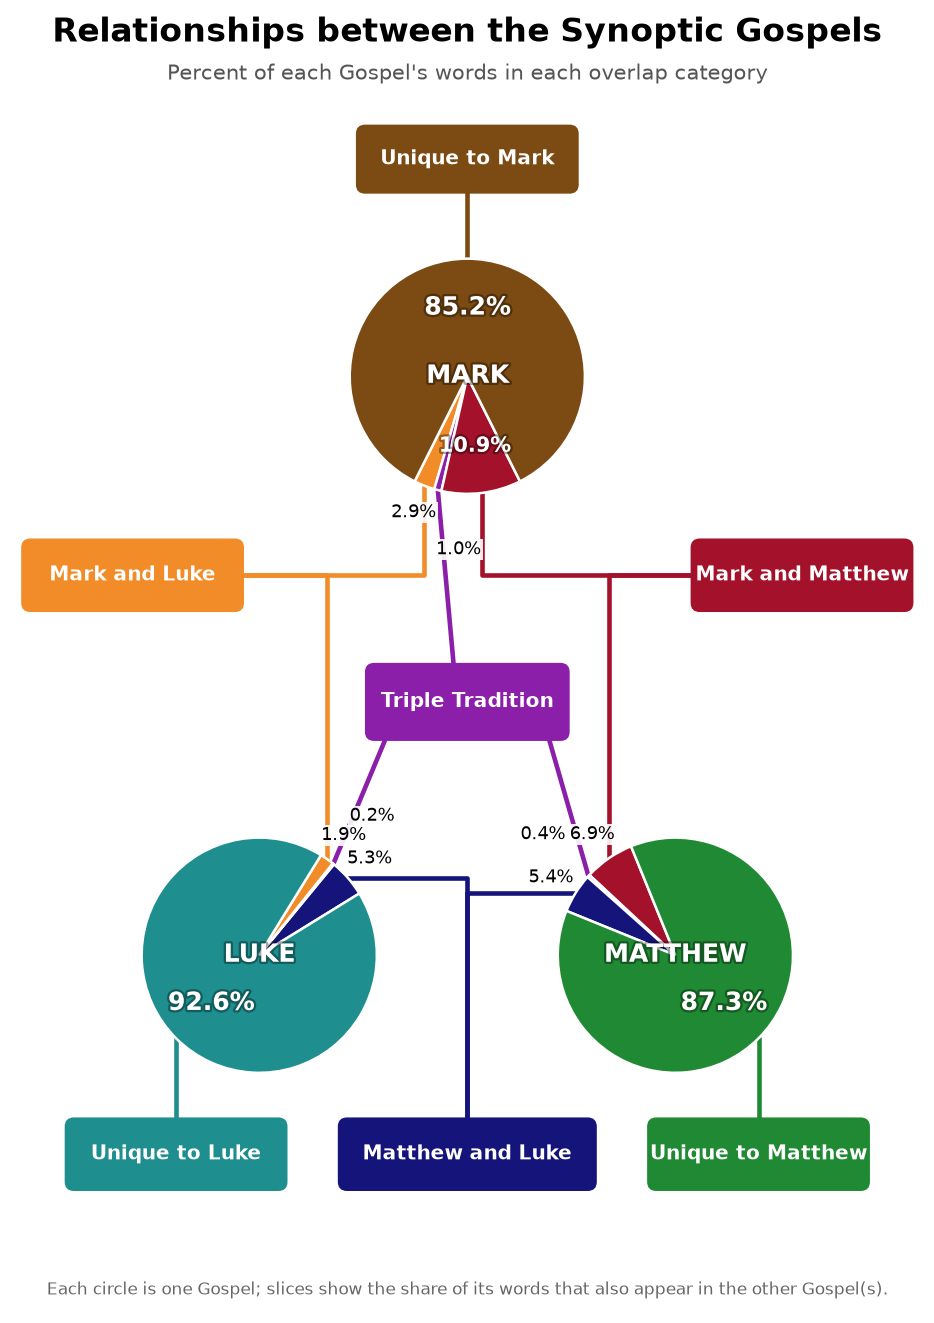 Relationships between the Synoptic Gospels
Percent of each Gospel's words in each overlap category
Unique to Mark
85.2%
MARK
10.9%
2.9%
1.0%
Mark and Luke
Mark and Matthew
Triple Tradition
0.2%
1.9%
5.3%
0.4%
6.9%
5.4%
LUKE
92.6%
MATTHEW
87.3%
Unique to Luke
Matthew and Luke
Unique to Matthew
Each circle is one Gospel; slices show the share of its words that also appear in the other Gospel(s).